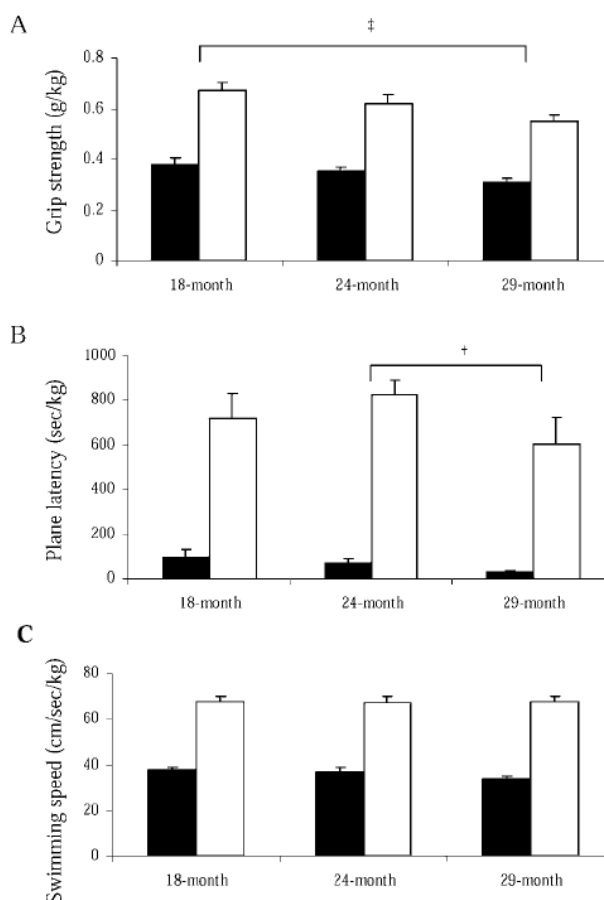 A
‡
0.8
0.6
0.4
0.2
0
Grip strength (g/kg)
18-month 24-month 29-month
B
†
1000
800
600
400
200
0
Plane latency (sec/kg)
18-month 24-month 29-month
C
80
60
40
20
0
Swimming speed (cm/sec/kg)
18-month 24-month 29-month